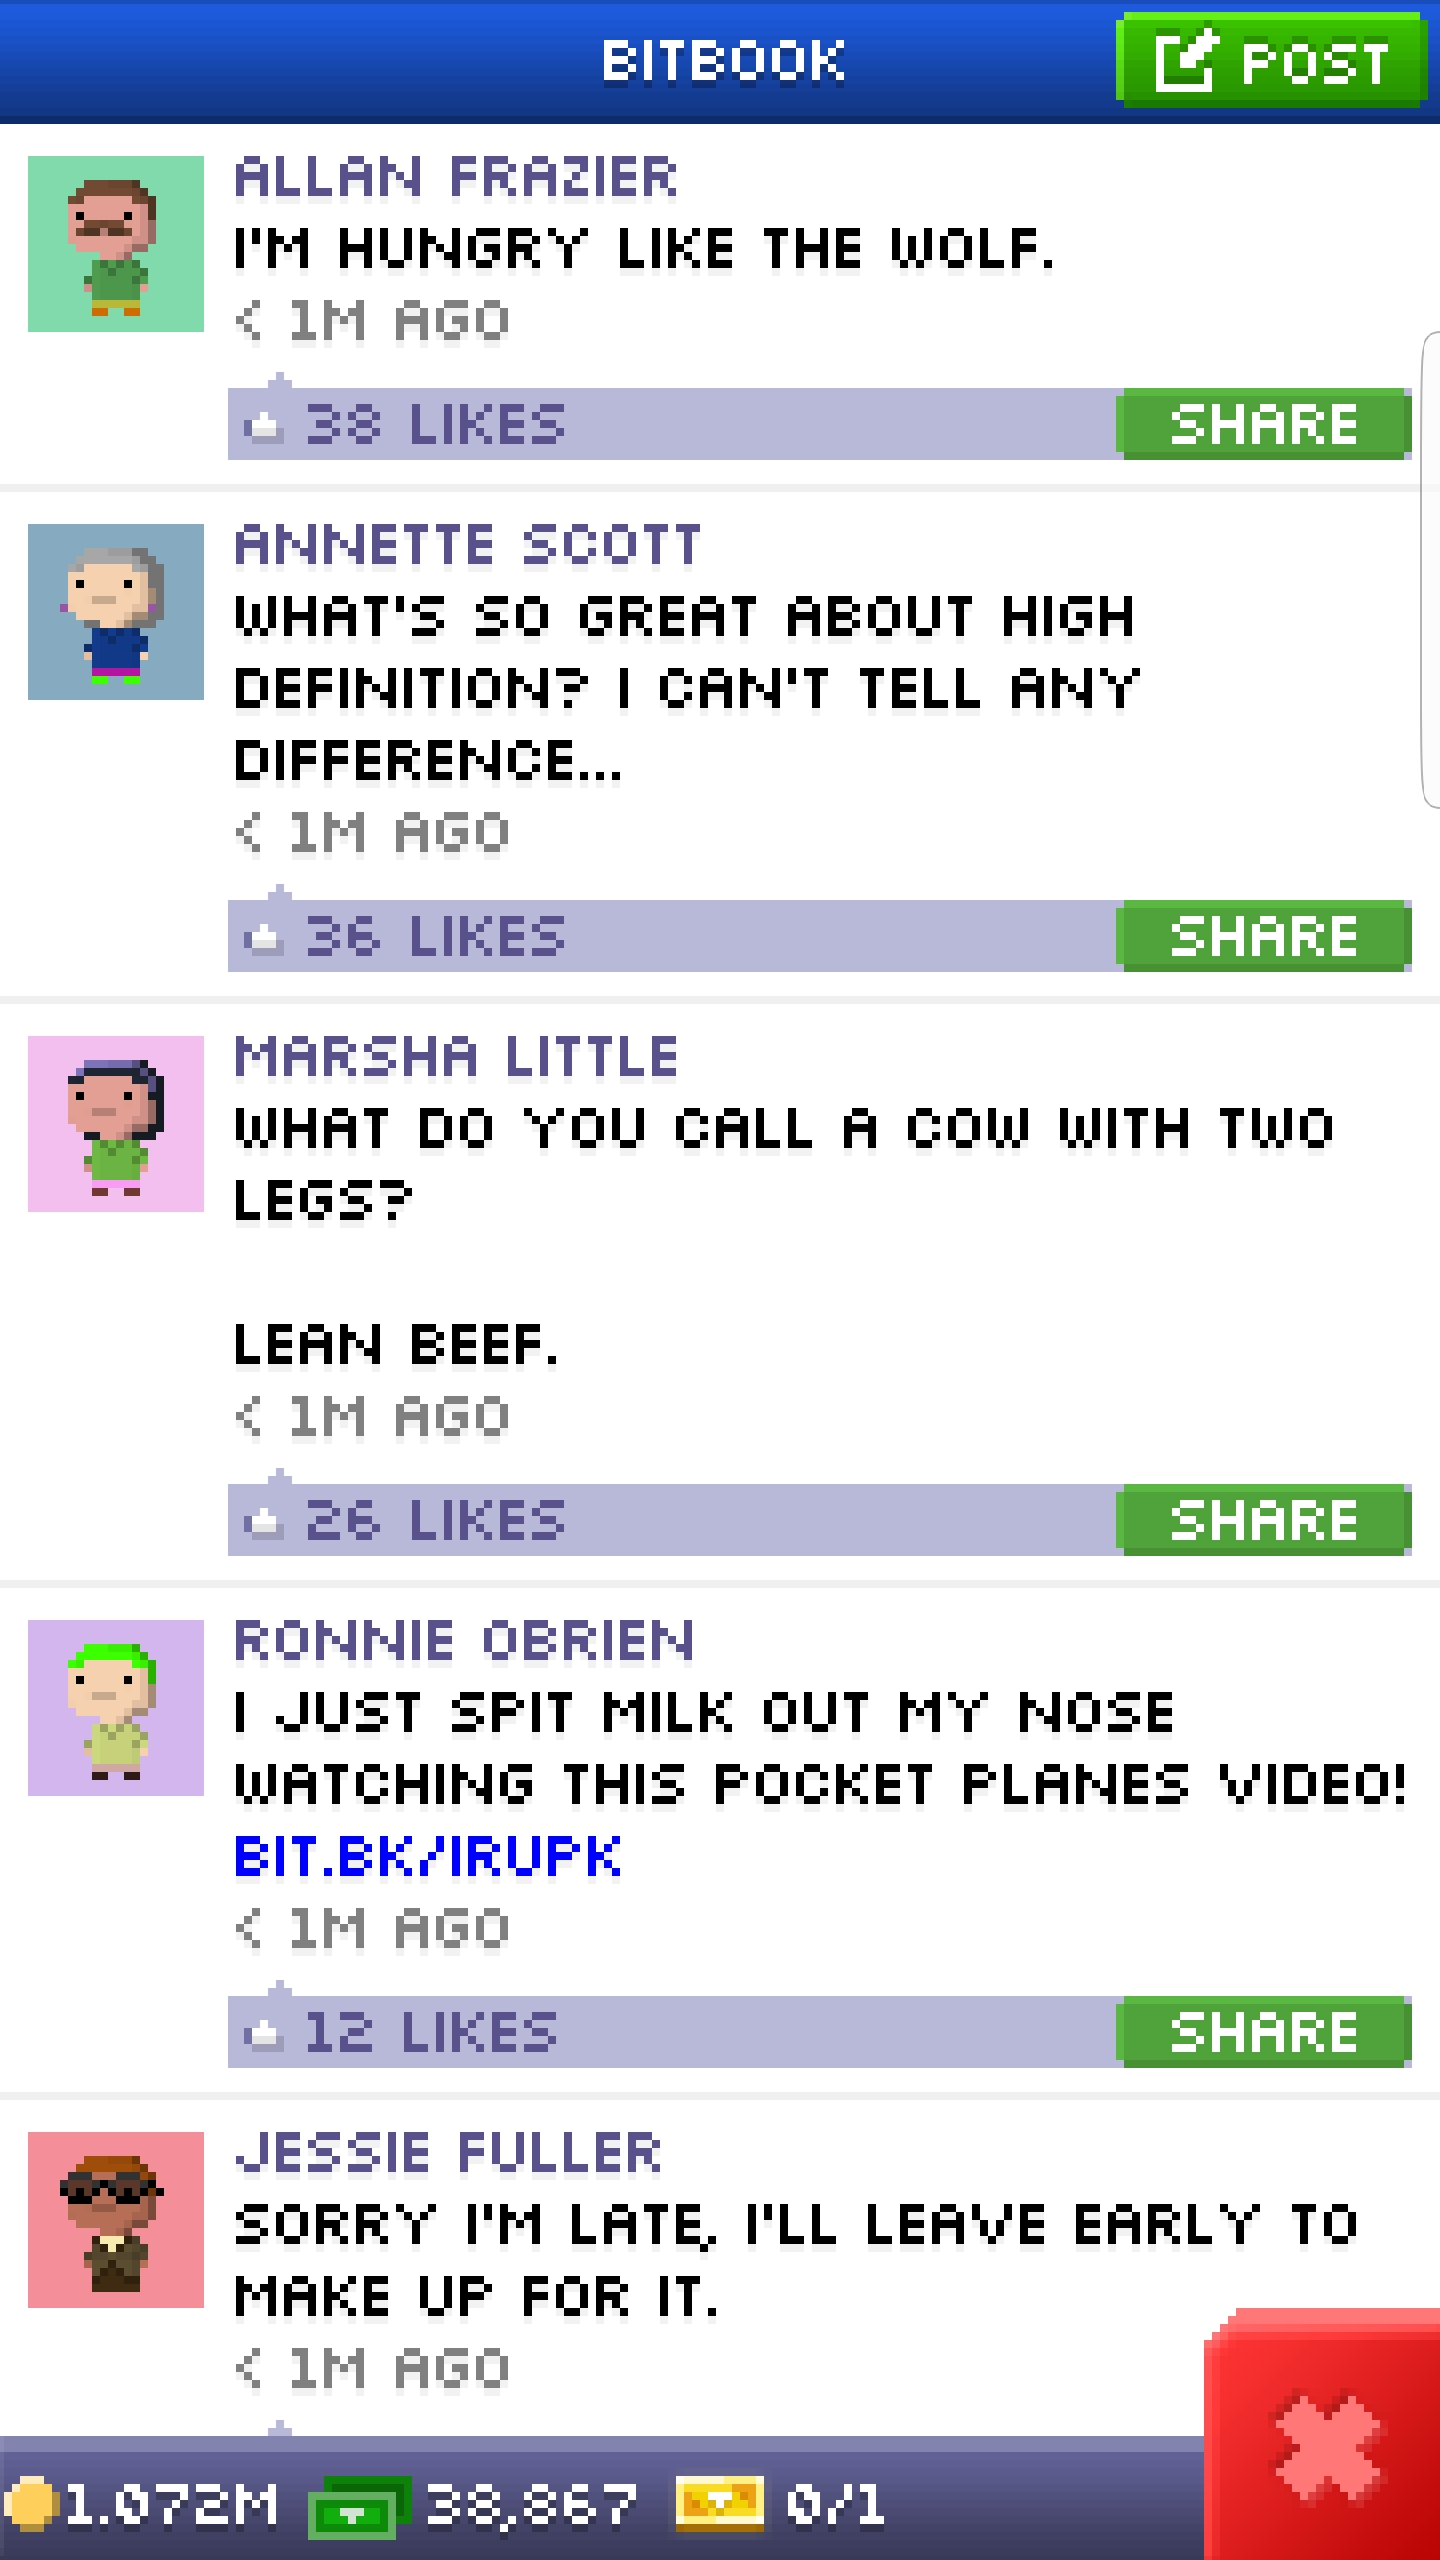 BITBOOK
POST
ALLAN FRAZIER
I'M HUNGRY LIKE THE WOLF.
< 1M AGO
38 LIKES
SHARE
ANNETTE SCOTT
WHAT'S SO GREAT ABOUT HIGH
DEFINITION? I CAN'T TELL ANY
DIFFERENCE...
< 1M AGO
36 LIKES
SHARE
MARSHA LITTLE
WHAT DO YOU CALL A COW WITH TWO
LEGS?
LEAN BEEF.
< 1M AGO
26 LIKES
SHARE
RONNIE OBRIEN
I JUST SPIT MILK OUT MY NOSE
WATCHING THIS POCKET PLANES VIDEO!
BIT.BK/IRUPK
< 1M AGO
12 LIKES
SHARE
JESSIE FULLER
SORRY I'M LATE, I'LL LEAVE EARLY TO
MAKE UP FOR IT.
< 1M AGO
1.072M 38,867 0/1